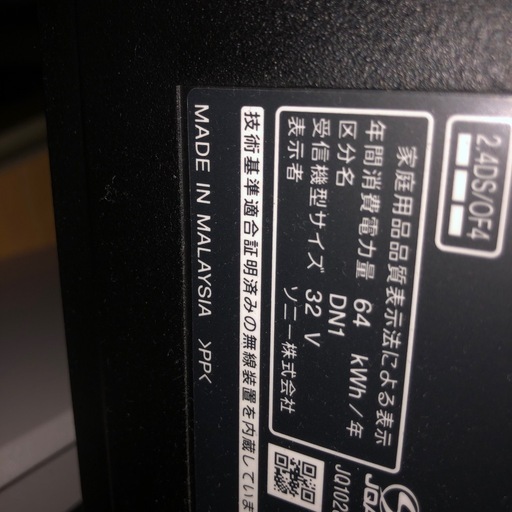 2.4DS/OF4
家庭用品品質表示法による表示
年間消費電力量 64 kWh/年
区分名 DN1
受信機型サイズ 32 V
表示者 ソニー株式会社
技術基準適合証明済みの無線装置を内蔵していま
MADE IN MALAYSIA >PP<
JQA
JQ102